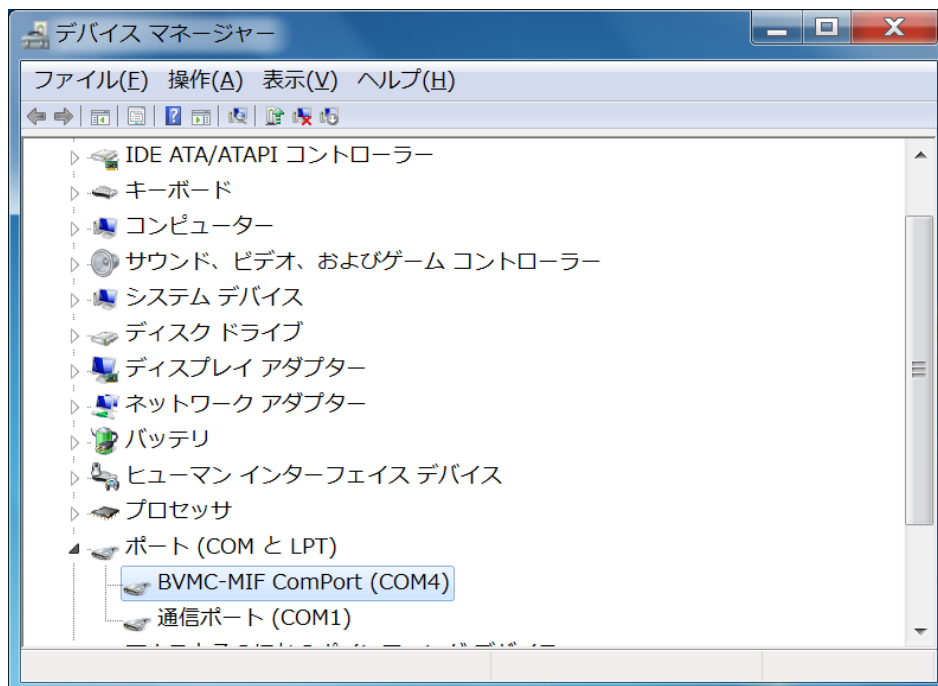 デバイス マネージャー
ファイル(F) 操作(A) 表示(V) ヘルプ(H)
IDE ATA/ATAPI コントローラー
キーボード
コンピューター
サウンド、ビデオ、およびゲーム コントローラー
システム デバイス
ディスク ドライブ
ディスプレイ アダプター
ネットワーク アダプター
バッテリ
ヒューマン インターフェイス デバイス
プロセッサ
ポート (COM と LPT)
BVMC-MIF ComPort (COM4)
通信ポート (COM1)